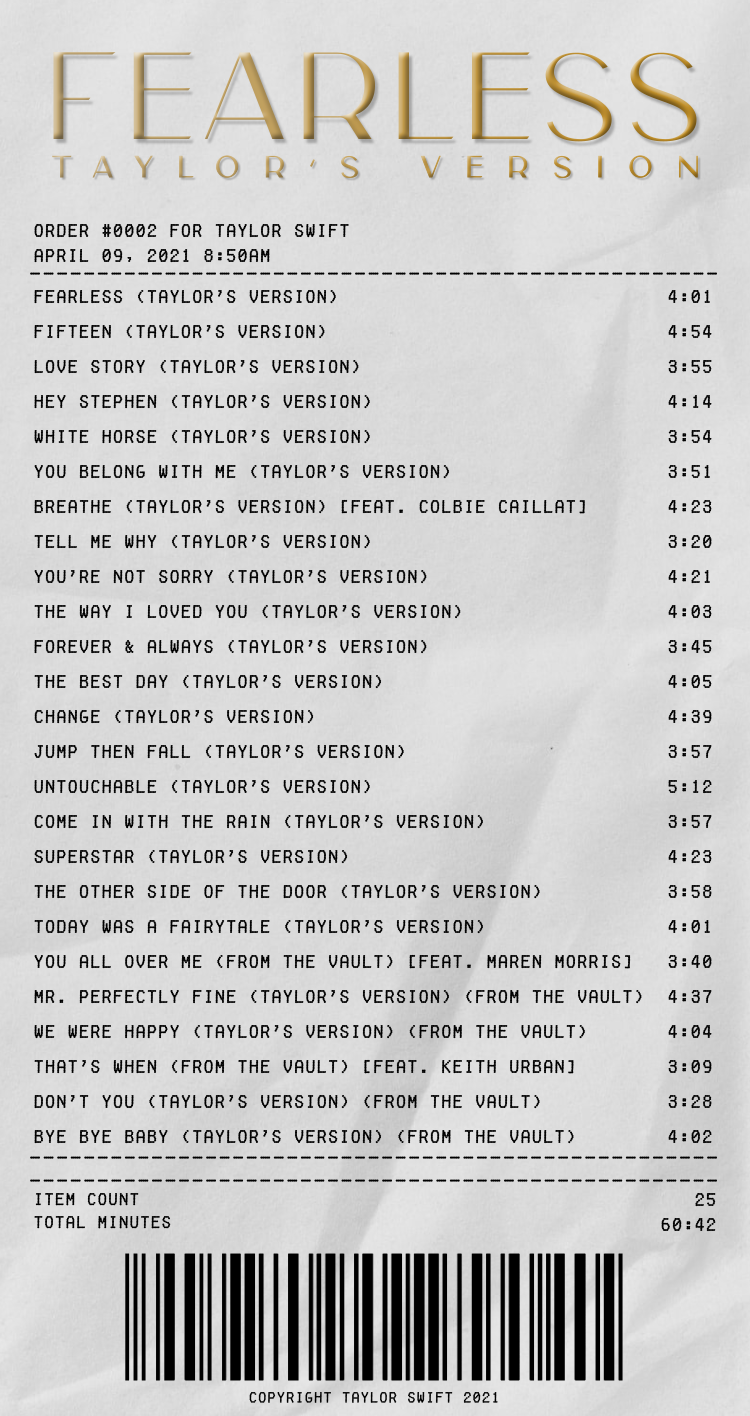 FEARLESS
TAYLOR'S VERSION
ORDER #0002 FOR TAYLOR SWIFT
APRIL 09, 2021 8:50AM
FEARLESS (TAYLOR'S VERSION) 4:01
FIFTEEN (TAYLOR'S VERSION) 4:54
LOVE STORY (TAYLOR'S VERSION) 3:55
HEY STEPHEN (TAYLOR'S VERSION) 4:14
WHITE HORSE (TAYLOR'S VERSION) 3:54
YOU BELONG WITH ME (TAYLOR'S VERSION) 3:51
BREATHE (TAYLOR'S VERSION) [FEAT. COLBIE CAILLAT] 4:23
TELL ME WHY (TAYLOR'S VERSION) 3:20
YOU'RE NOT SORRY (TAYLOR'S VERSION) 4:21
THE WAY I LOVED YOU (TAYLOR'S VERSION) 4:03
FOREVER & ALWAYS (TAYLOR'S VERSION) 3:45
THE BEST DAY (TAYLOR'S VERSION) 4:05
CHANGE (TAYLOR'S VERSION) 4:39
JUMP THEN FALL (TAYLOR'S VERSION) 3:57
UNTOUCHABLE (TAYLOR'S VERSION) 5:12
COME IN WITH THE RAIN (TAYLOR'S VERSION) 3:57
SUPERSTAR (TAYLOR'S VERSION) 4:23
THE OTHER SIDE OF THE DOOR (TAYLOR'S VERSION) 3:58
TODAY WAS A FAIRYTALE (TAYLOR'S VERSION) 4:01
YOU ALL OVER ME (FROM THE VAULT) [FEAT. MAREN MORRIS] 3:40
MR. PERFECTLY FINE (TAYLOR'S VERSION) (FROM THE VAULT) 4:37
WE WERE HAPPY (TAYLOR'S VERSION) (FROM THE VAULT) 4:04
THAT'S WHEN (FROM THE VAULT) [FEAT. KEITH URBAN] 3:09
DON'T YOU (TAYLOR'S VERSION) (FROM THE VAULT) 3:28
BYE BYE BABY (TAYLOR'S VERSION) (FROM THE VAULT) 4:02
ITEM COUNT 25
TOTAL MINUTES 60:42
COPYRIGHT TAYLOR SWIFT 2021